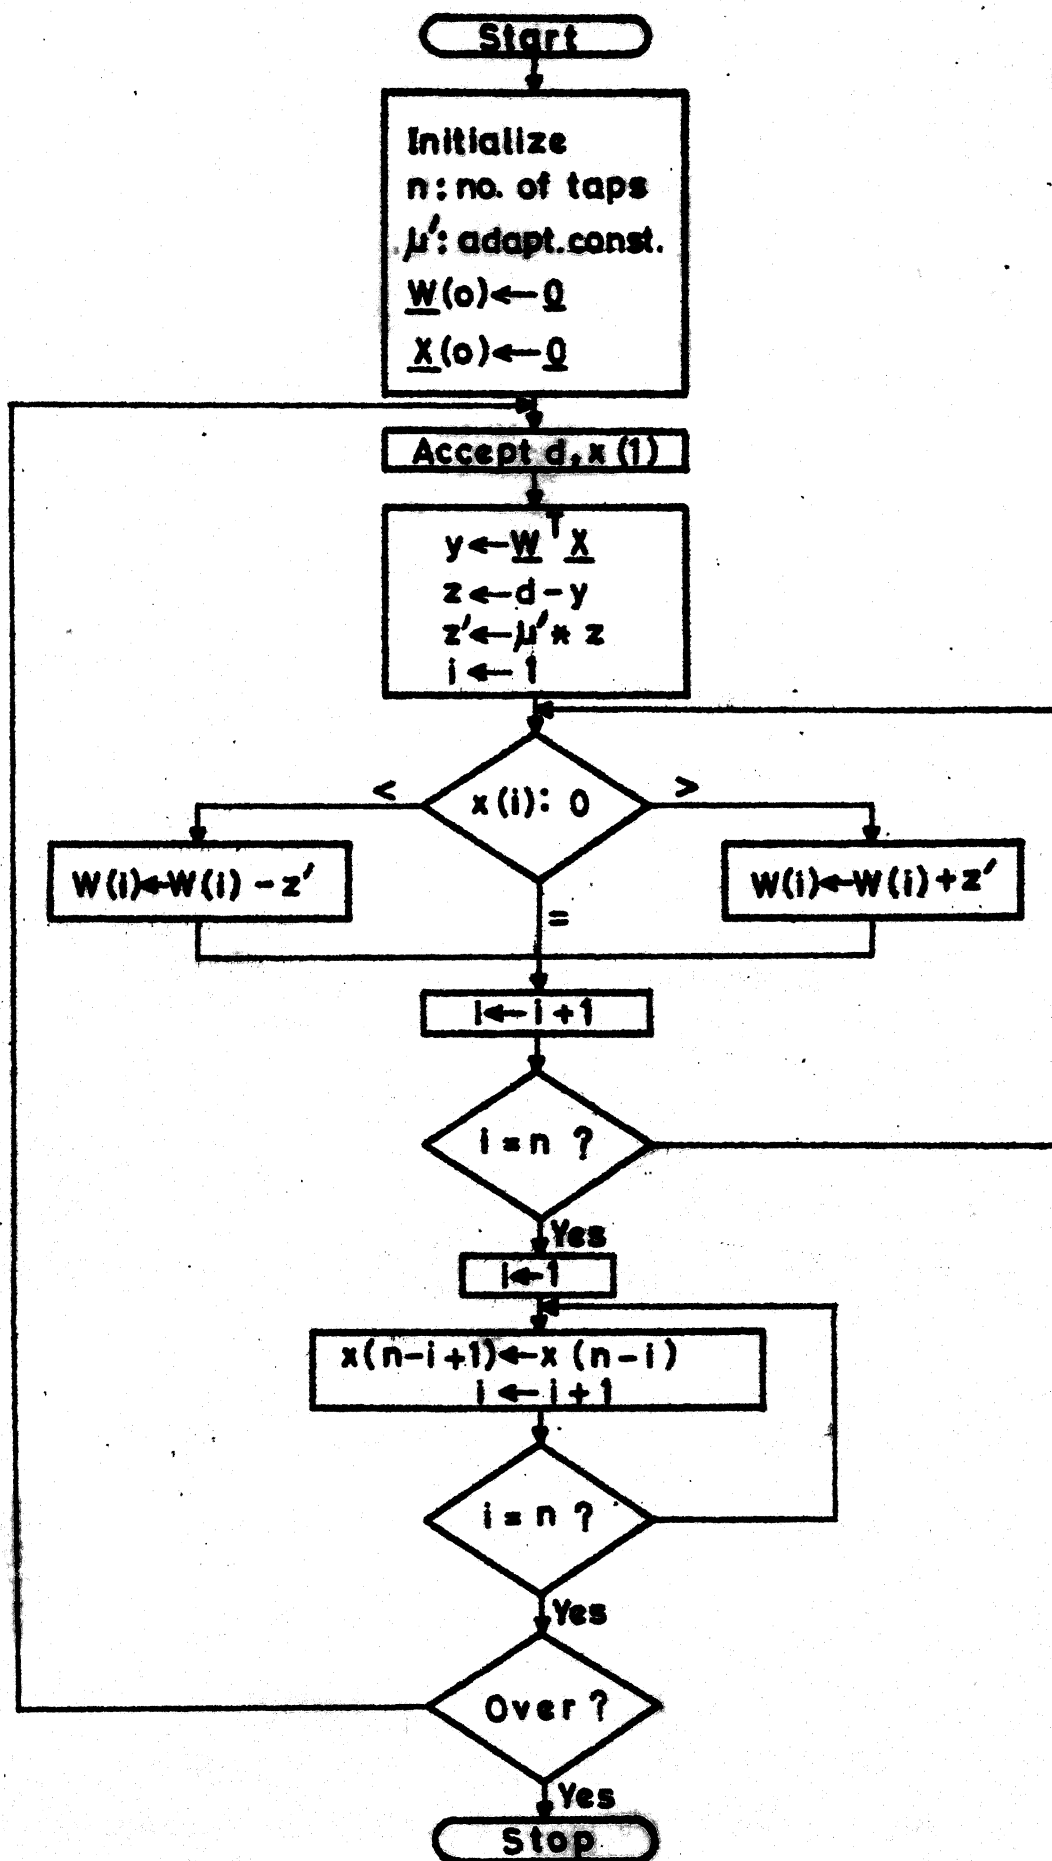 Start
Initialize
n: no. of taps
μ': adapt. const.
W(o)←0
X(o)←0
Accept d, x(1)
y←W^T X
z←d-y
z'←μ'* z
i←1
x(i): 0
<
>
W(i)←W(i) - z'
W(i)←W(i)+z'
=
i←i+1
i=n ?
Yes
i←1
x(n-i+1)←x (n-i)
i←i+1
i=n ?
Yes
Over ?
Yes
Stop